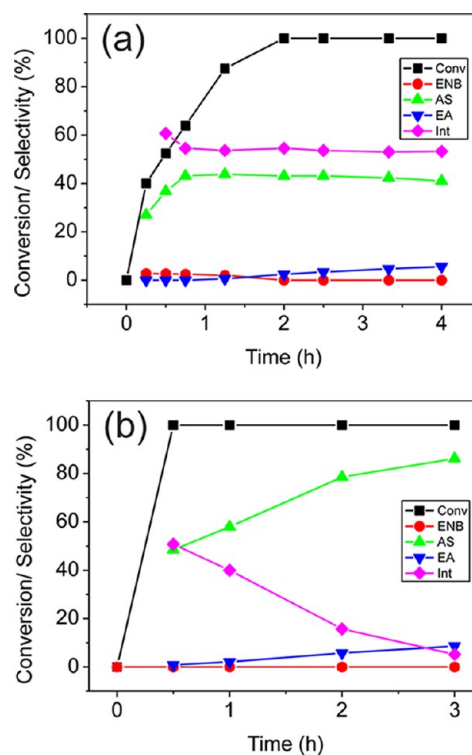 (a)
Conversion/ Selectivity (%)
100
80
60
40
20
0
Conv
ENB
AS
EA
Int
0
1
2
3
4
Time (h)
(b)
Conversion/ Selectivity (%)
100
80
60
40
20
0
Conv
ENB
AS
EA
Int
0
1
2
3
Time (h)